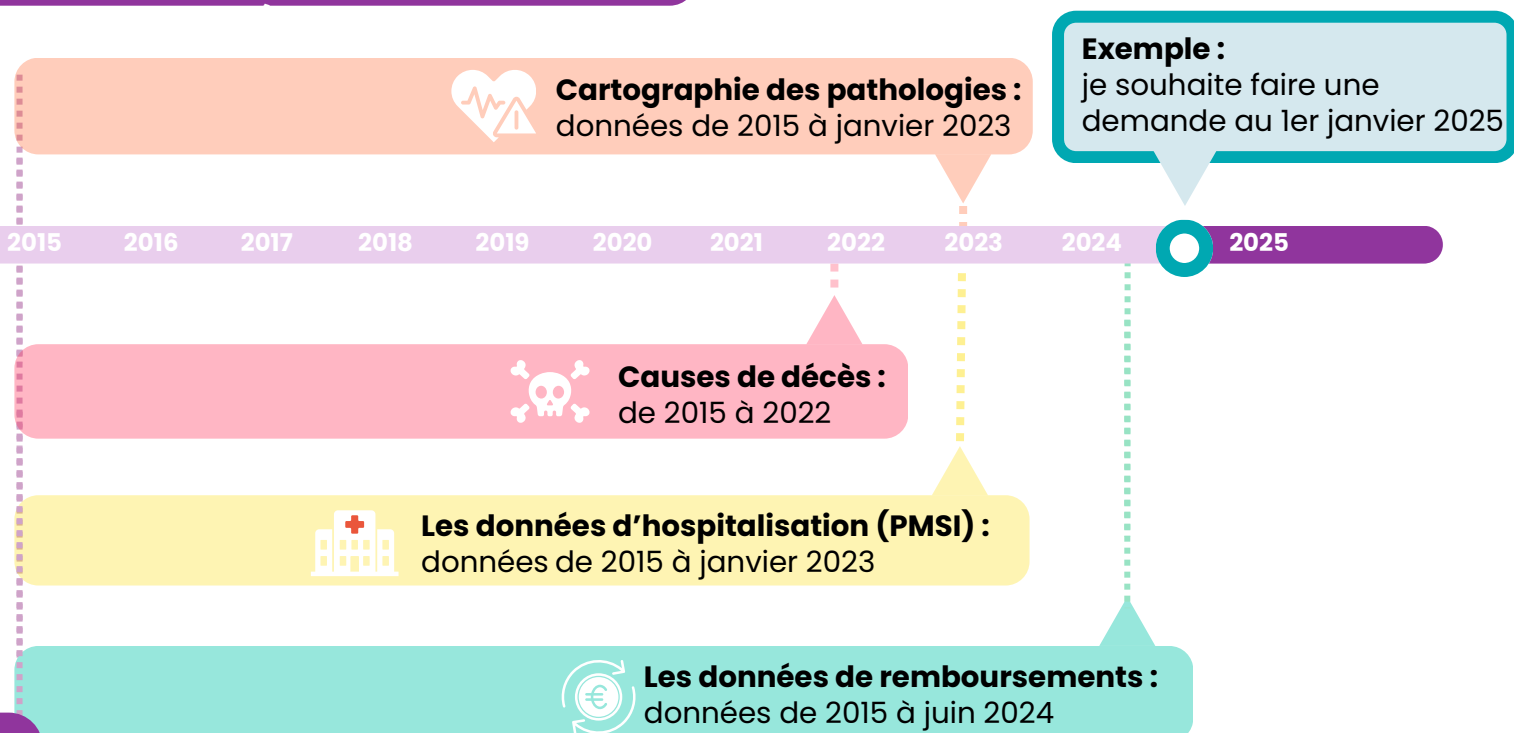 Exemple :
je souhaite faire une
demande au 1er janvier 2025
Cartographie des pathologies :
données de 2015 à janvier 2023
2015 2016 2017 2018 2019 2020 2021 2022 2023 2024 2025
Causes de décès :
de 2015 à 2022
Les données d’hospitalisation (PMSI) :
données de 2015 à janvier 2023
€
Les données de remboursements :
données de 2015 à juin 2024